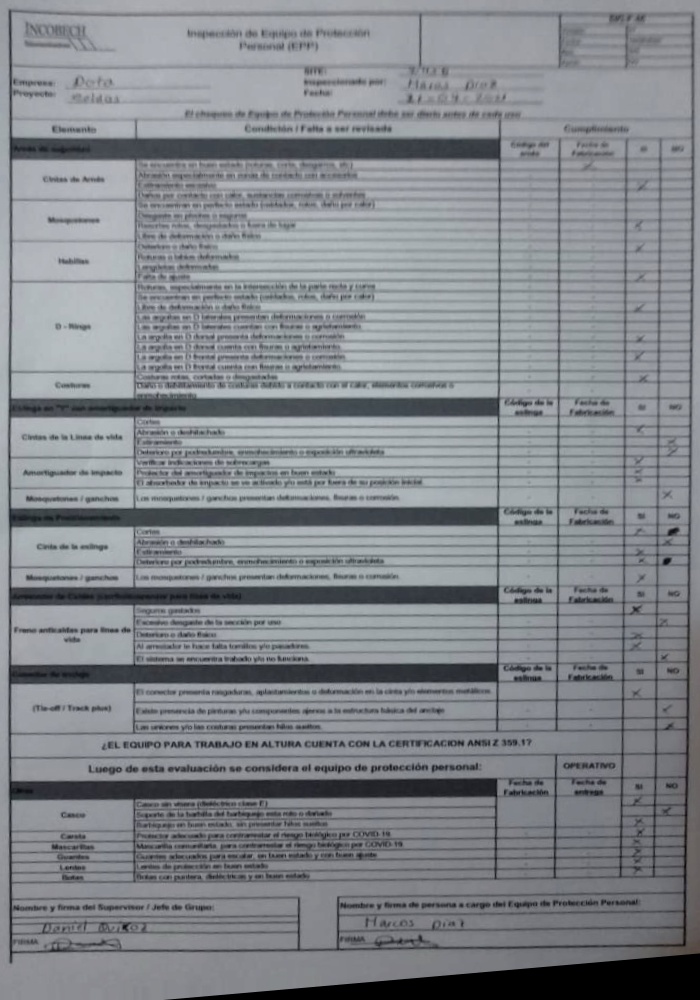 INCOBECH
Inspección de Equipo de Protección
Personal (EPP)
SITE:
Empresa: Data
Inspeccionado por: Marcos Diaz
Proyecto:
Fecha:
El chequeo de Equipo de Protección Personal debe ser diario antes de cada uso
Elemento Condición / Falta a ser revisada Cumplimiento
Arnés de seguridad Código del arnés Fecha de Fabricación SI NO
Cintas de Arnés
Se encuentra en buen estado (roturas, corte, desgarros, etc)
Abrasión especialmente en zonas de contacto con accesorios
Estiramiento excesivo
Daños por contacto con calor, sustancias corrosivas o solventes
Mosquetones
Se encuentran en perfecto estado (oxidados, rotos, daño por calor)
Desgaste en pivotes o seguros
Resortes rotos, desgastados o fuera de lugar
Libre de deformación o daño físico
Hebillas
Deterioro o daño físico
Roturas o lados deformados
Lengüetas deformadas
Falta de ajuste
D - Rings
Roturas, especialmente en la intersección de la parte recta y curva
Se encuentran en perfecto estado (oxidados, rotos, daño por calor)
Libre de deformación o daño físico
Las argollas en D laterales presentan deformaciones o corrosión
Las argollas en D laterales cuentan con fisuras o agrietamiento
La argolla en D dorsal presenta deformaciones o corrosión
La argolla en D dorsal cuenta con fisuras o agrietamiento
La argolla en D frontal presenta deformaciones o corrosión
La argolla en D frontal cuenta con fisuras o agrietamiento
Costuras
Costuras rotas, cortadas o desgastadas
Daño o debilitamiento de costuras debido a contacto con el calor, elementos corrosivos o
enmohecimiento
Eslinga en "Y" con amortiguador de impacto Código de la eslinga Fecha de Fabricación SI NO
Cintas de la Línea de vida
Cortes
Abrasión o deshilachado
Estiramiento
Deterioro por podredumbre, enmohecimiento o exposición ultravioleta
Amortiguador de impacto
Verificar indicaciones de sobrecargas
Protector del amortiguador de impactos en buen estado
El absorbedor de impacto se ve activado y/o está por fuera de su posición inicial
Mosquetones / ganchos
Los mosquetones / ganchos presentan deformaciones, fisuras o corrosión.
Eslinga de Posicionamiento Código de la eslinga Fecha de Fabricación SI NO
Cinta de la eslinga
Cortes
Abrasión o deshilachado
Estiramiento
Deterioro por podredumbre, enmohecimiento o exposición ultravioleta
Mosquetones / ganchos
Los mosquetones / ganchos presentan deformaciones, fisuras o corrosión.
Código de la eslinga Fecha de Fabricación SI NO
Freno anticaídas para línea de
vida
Seguros gastados
Excesivo desgaste de la sección por uso
Deterioro o daño físico
Al arrestador le hace falta tornillos y/o pasadores.
El sistema se encuentra trabado y/o no funciona.
Conector de anclaje Código de la eslinga Fecha de Fabricación SI NO
(Tie-off / Track plus)
El conector presenta rasgaduras, aplastamientos o deformación en la cinta y/o elementos metálicos.
Existe presencia de pinturas y/u componentes ajenos a la estructura básica del anclaje
Las uniones y/o las costuras presentan hilos sueltos.
¿EL EQUIPO PARA TRABAJO EN ALTURA CUENTA CON LA CERTIFICACION ANSI Z 359.1?
Luego de esta evaluación se considera el equipo de protección personal: OPERATIVO
Otros Fecha de Fabricación Fecha de entrega SI NO
Casco
Casco sin visera (dieléctrico clase E)
Soporte de la barbilla del barbiquejo esta roto o dañado
Barbiquejo en buen estado, sin presentar hilos sueltos
Careta Protector adecuado para contrarrestar el riesgo biológico por COVID-19.
Mascarillas Mascarilla comunitaria, para contrarrestar el riesgo biológico por COVID-19.
Guantes Guantes adecuados para escalar, en buen estado y con buen ajuste
Lentes Lentes de protección en buen estado
Botas Botas con puntera, dieléctricas y en buen estado
Nombre y firma del Supervisor / Jefe de Grupo:
Daniel Quiroz
FIRMA
Nombre y firma de persona a cargo del Equipo de Protección Personal:
Marcos Diaz
FIRMA